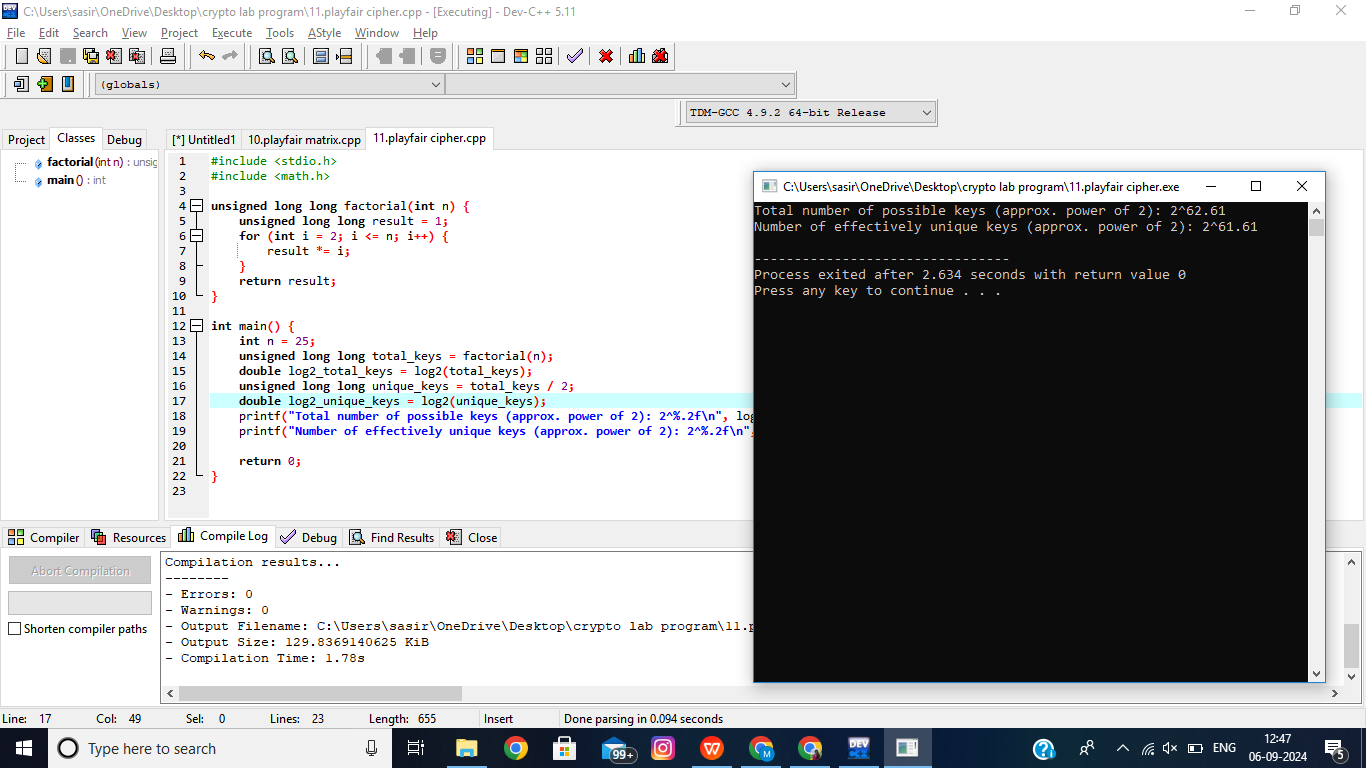 C:\Users\sasir\OneDrive\Desktop\crypto lab program\11.playfair cipher.cpp - [Executing] - Dev-C++ 5.11
File Edit Search View Project Execute Tools AStyle Window Help
(globals)
TDM-GCC 4.9.2 64-bit Release
Project Classes Debug
[*] Untitled1 10.playfair matrix.cpp 11.playfair cipher.cpp
factorial (int n) : unsig
main () : int
1 #include <stdio.h>
2 #include <math.h>
3
4 unsigned long long factorial(int n) {
5 unsigned long long result = 1;
6 for (int i = 2; i <= n; i++) {
7 result *= i;
8 }
9 return result;
10 }
11
12 int main() {
13 int n = 25;
14 unsigned long long total_keys = factorial(n);
15 double log2_total_keys = log2(total_keys);
16 unsigned long long unique_keys = total_keys / 2;
17 double log2_unique_keys = log2(unique_keys);
18 printf("Total number of possible keys (approx. power of 2): 2^%.2f\n", log
19 printf("Number of effectively unique keys (approx. power of 2): 2^%.2f\n",
20
21 return 0;
22 }
23
C:\Users\sasir\OneDrive\Desktop\crypto lab program\11.playfair cipher.exe
Total number of possible keys (approx. power of 2): 2^62.61
Number of effectively unique keys (approx. power of 2): 2^61.61
--------------------------------
Process exited after 2.634 seconds with return value 0
Press any key to continue . . .
Compiler Resources Compile Log Debug Find Results Close
Abort Compilation
Shorten compiler paths
Compilation results...
--------
- Errors: 0
- Warnings: 0
- Output Filename: C:\Users\sasir\OneDrive\Desktop\crypto lab program\11.p
- Output Size: 129.8369140625 KiB
- Compilation Time: 1.78s
Line: 17 Col: 49 Sel: 0 Lines: 23 Length: 655 Insert Done parsing in 0.094 seconds
Type here to search
99+
W
M
DEV
ENG
12:47
06-09-2024
5